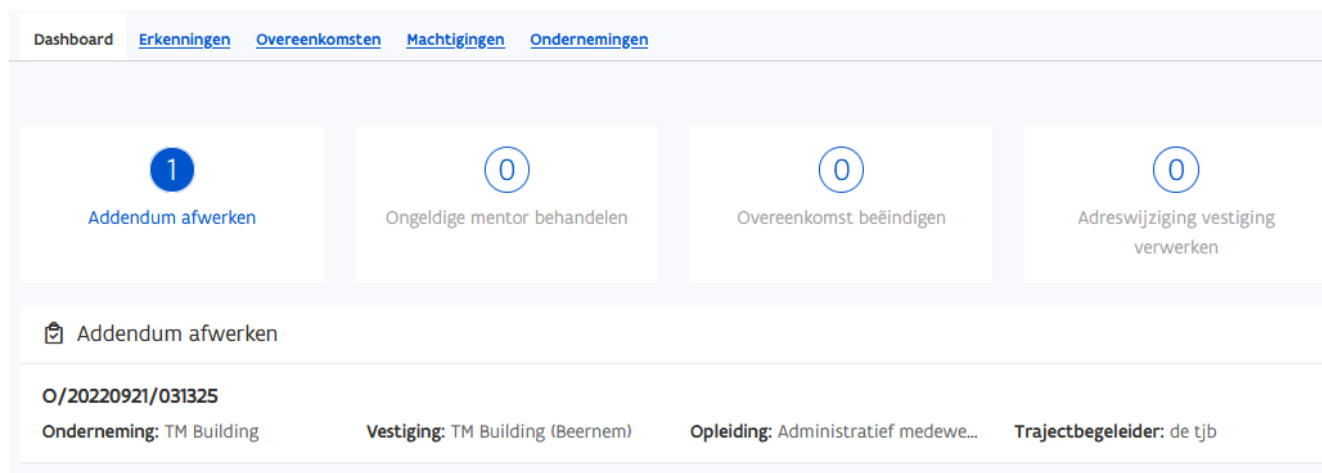 Dashboard Erkenningen Overeenkomsten Machtigingen Ondernemingen
1 0 0 0
Addendum afwerken Ongeldige mentor behandelen Overeenkomst beëindigen Adreswijziging vestiging
verwerken
Addendum afwerken
O/20220921/031325
Onderneming: TM Building Vestiging: TM Building (Beernem) Opleiding: Administratief medewe... Trajectbegeleider: de tjb